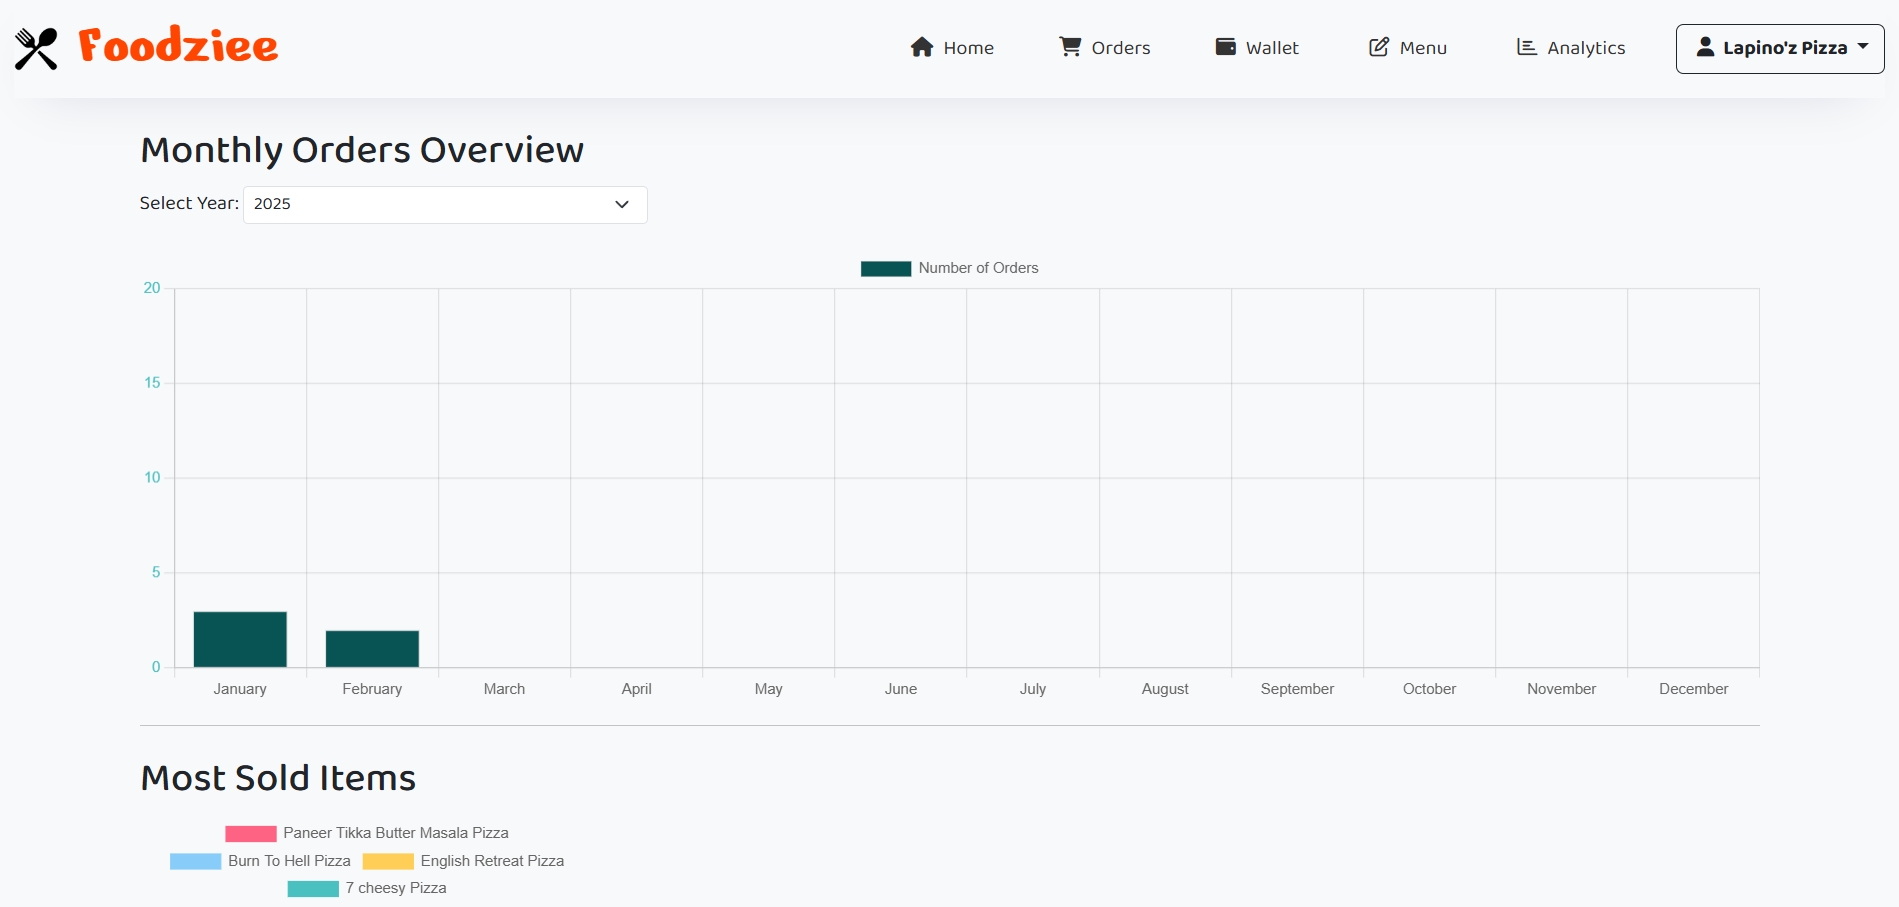 Foodziee
Home Orders Wallet Menu Analytics Lapino'z Pizza
Monthly Orders Overview
Select Year: 2025
Number of Orders
20
15
10
5
0
January February March April May June July August September October November December
Most Sold Items
Paneer Tikka Butter Masala Pizza
Burn To Hell Pizza English Retreat Pizza
7 cheesy Pizza